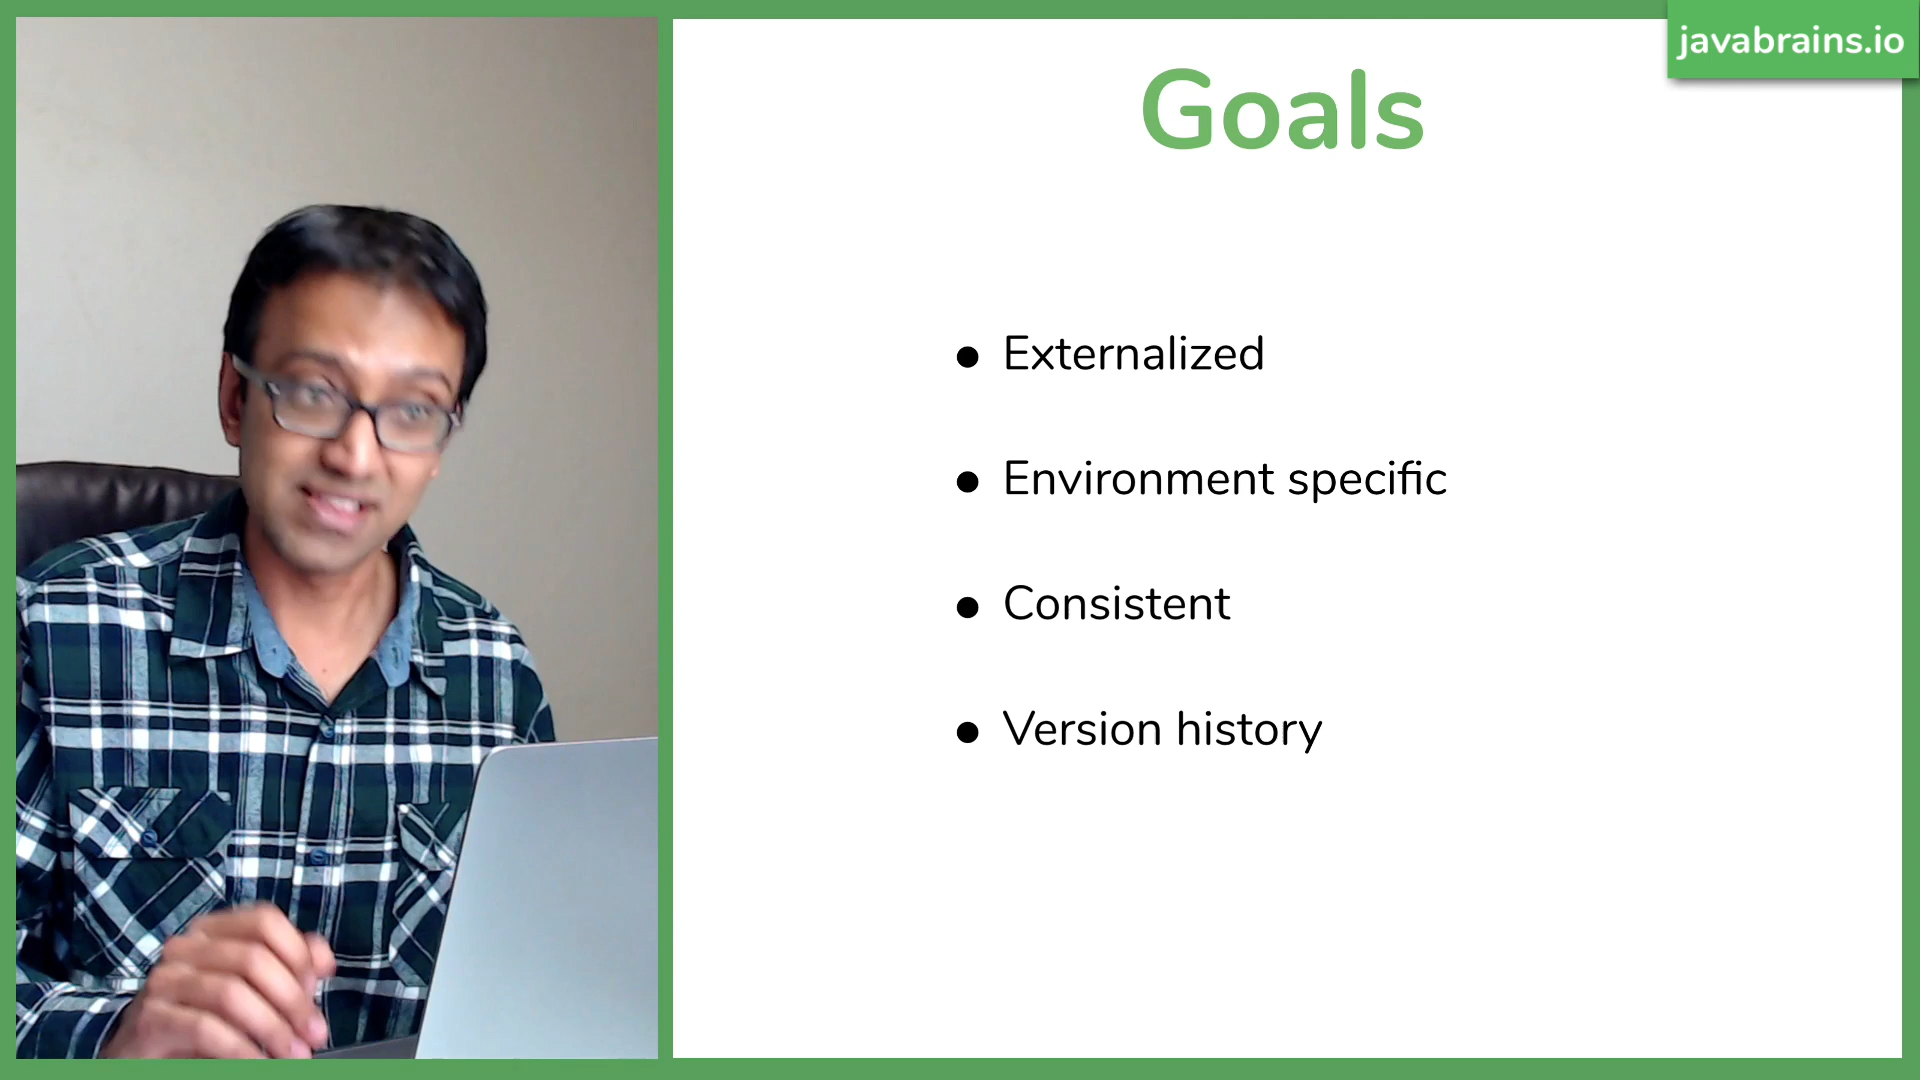 javabrains.io
Goals
• Externalized
• Environment specific
• Consistent
• Version history